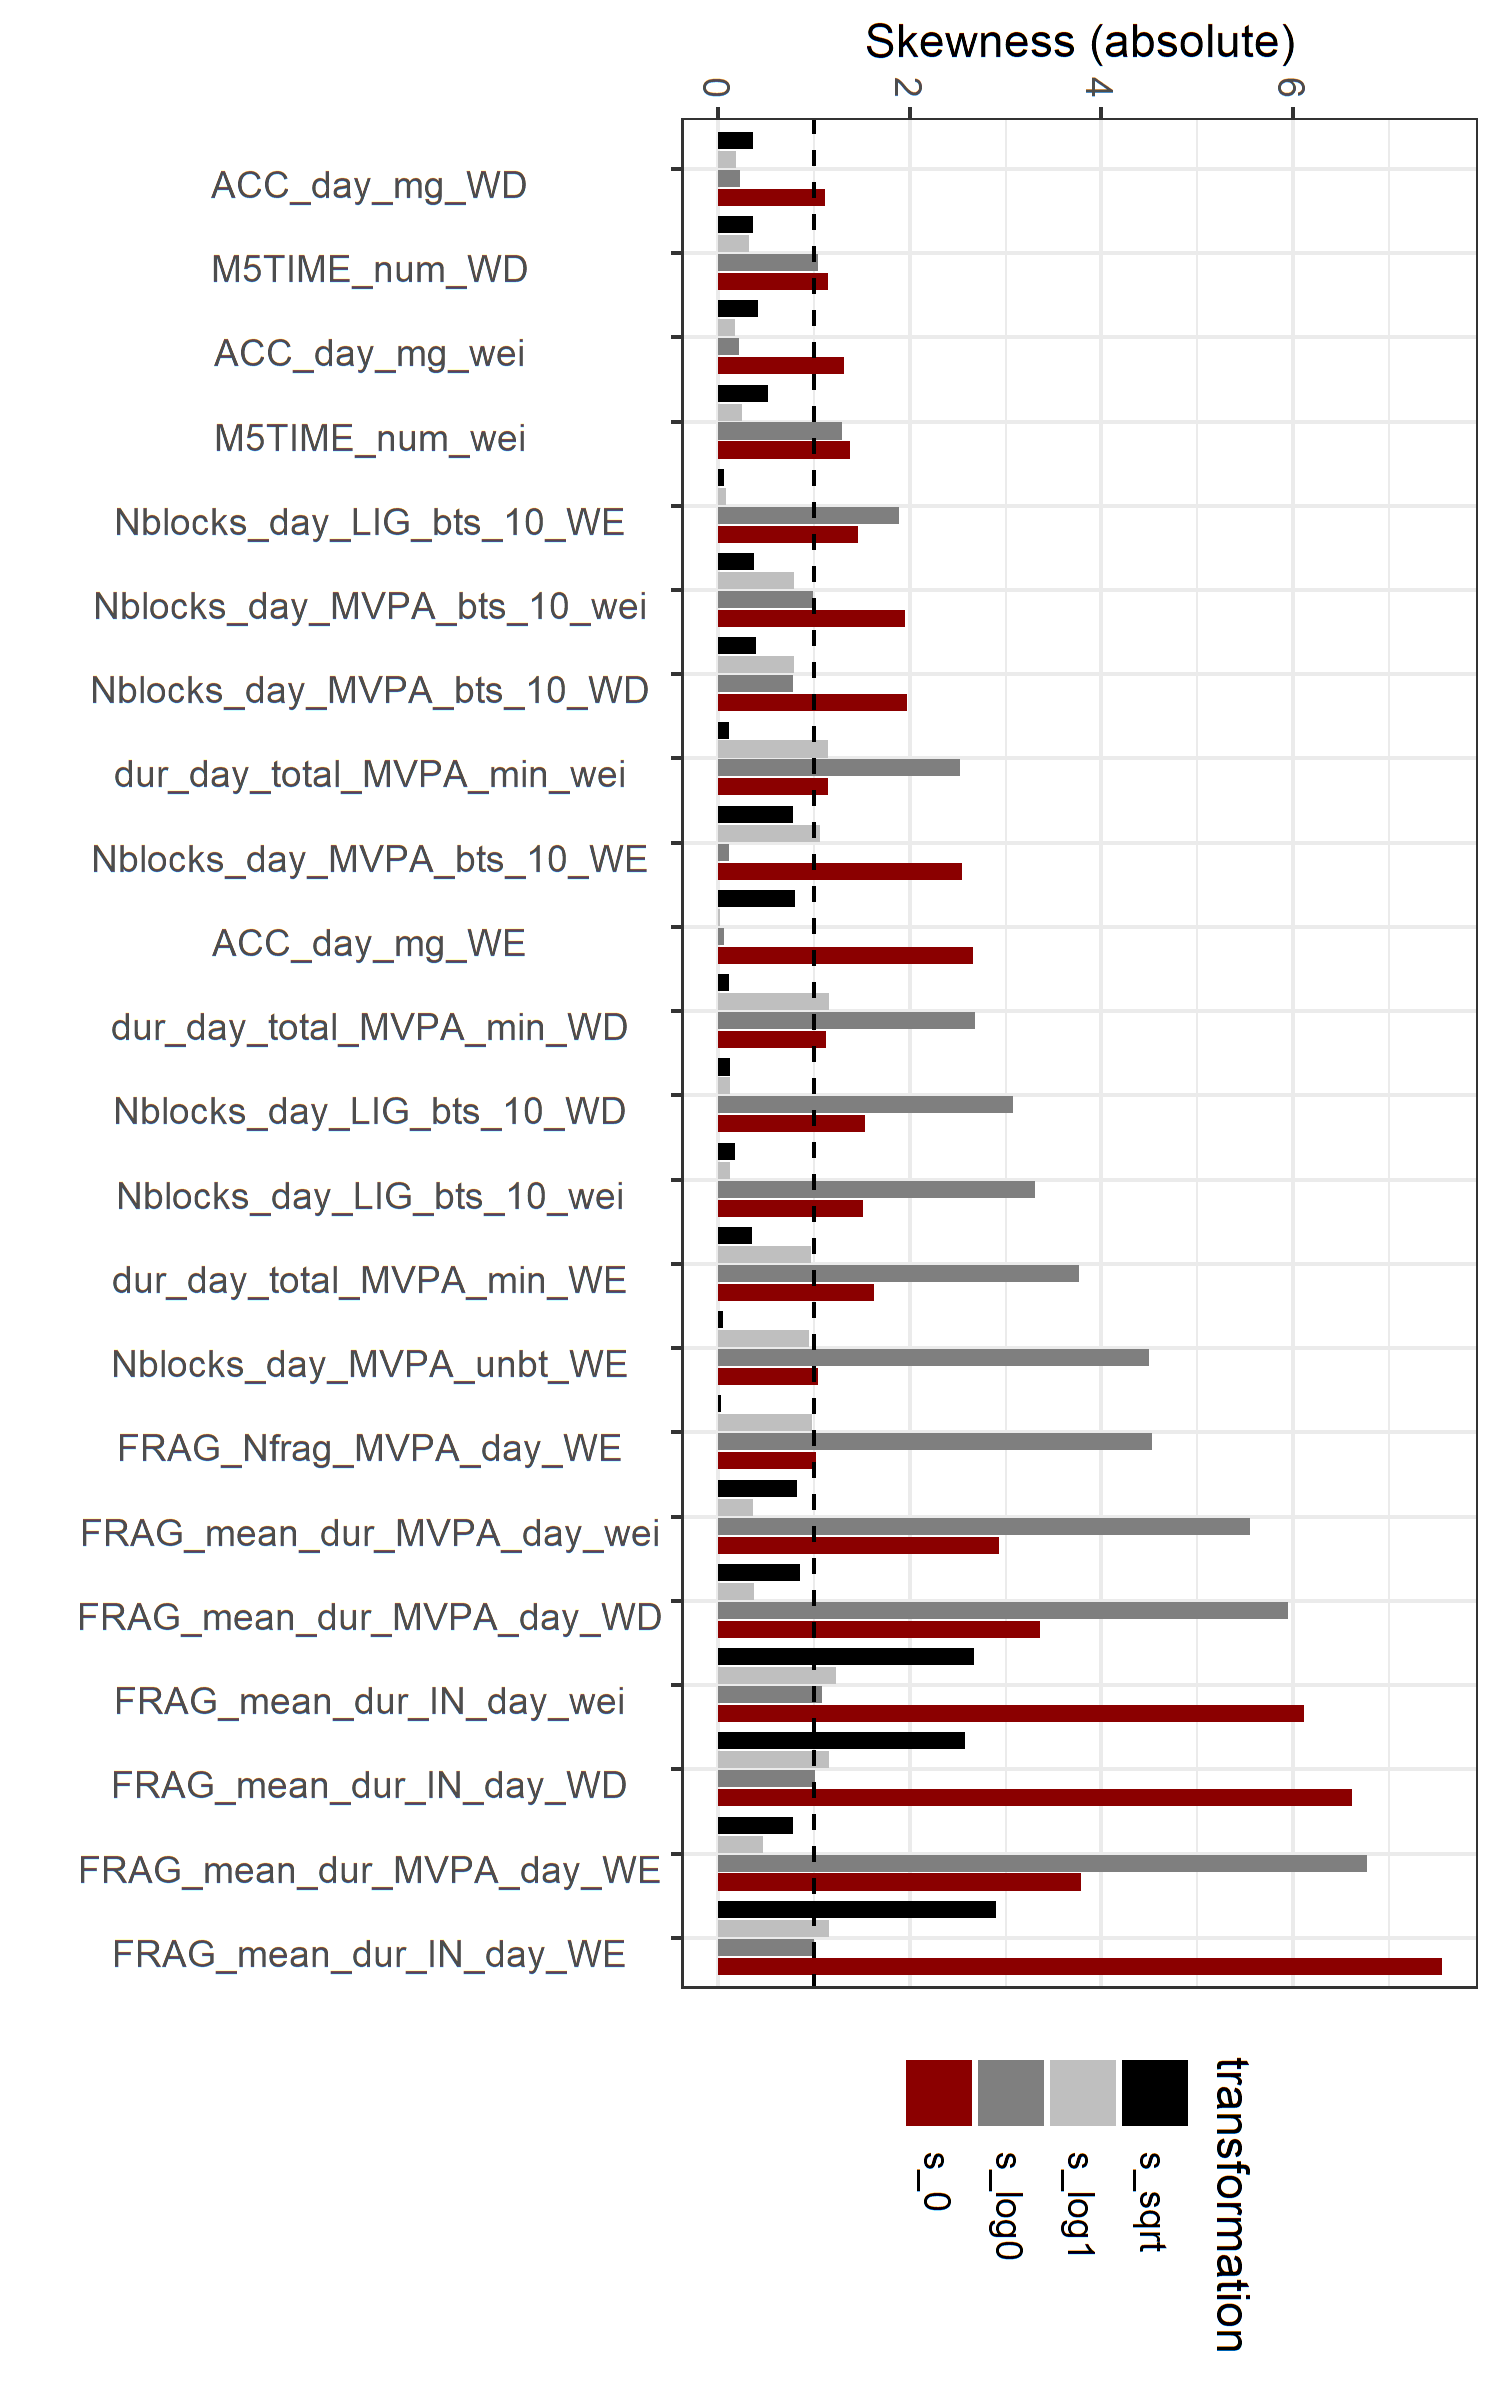 Skewness (absolute)
0
2
4
6
ACC_day_mg_WD
M5TIME_num_WD
ACC_day_mg_wei
M5TIME_num_wei
Nblocks_day_LIG_bts_10_WE
Nblocks_day_MVPA_bts_10_wei
Nblocks_day_MVPA_bts_10_WD
dur_day_total_MVPA_min_wei
Nblocks_day_MVPA_bts_10_WE
ACC_day_mg_WE
dur_day_total_MVPA_min_WD
Nblocks_day_LIG_bts_10_WD
Nblocks_day_LIG_bts_10_wei
dur_day_total_MVPA_min_WE
Nblocks_day_MVPA_unbt_WE
FRAG_Nfrag_MVPA_day_WE
FRAG_mean_dur_MVPA_day_wei
FRAG_mean_dur_MVPA_day_WD
FRAG_mean_dur_IN_day_wei
FRAG_mean_dur_IN_day_WD
FRAG_mean_dur_MVPA_day_WE
FRAG_mean_dur_IN_day_WE
transformation
s_sqrt
s_log1
s_log0
s_0